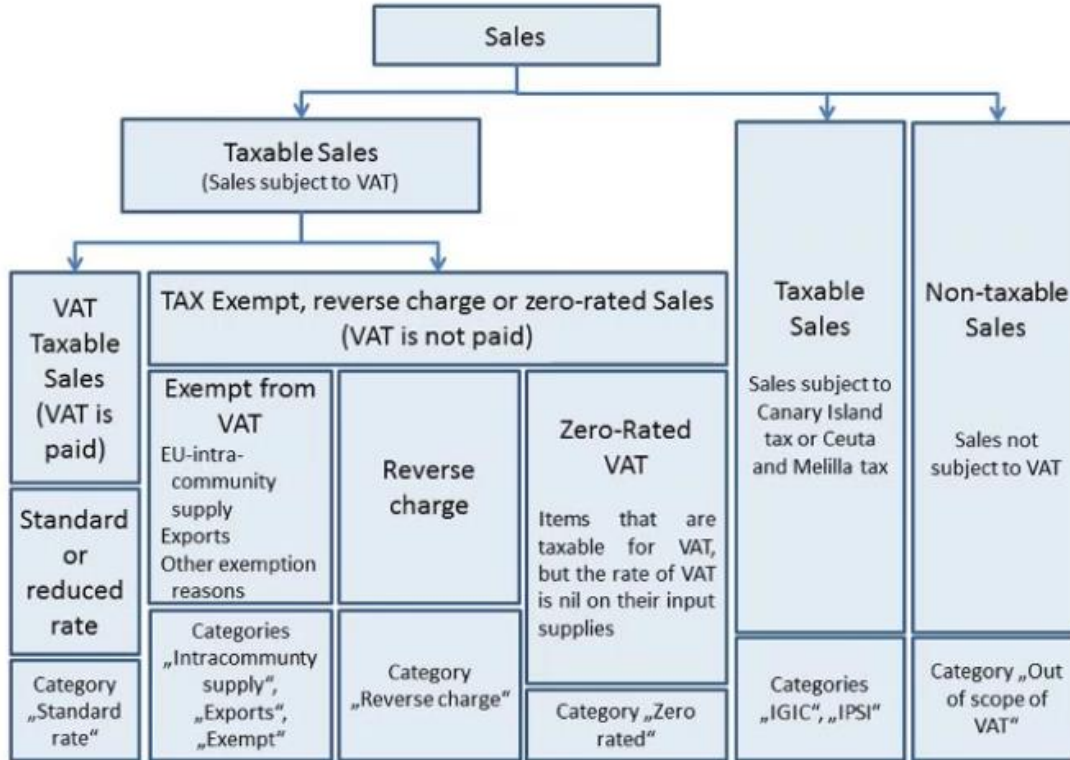 Sales
Taxable Sales
(Sales subject to VAT)
VAT
Taxable
Sales
(VAT is
paid)
Standard
or
reduced
rate
Category
„Standard
rate“
TAX Exempt, reverse charge or zero-rated Sales
(VAT is not paid)
Exempt from
VAT
EU-intra-
community
supply
Exports
Other exemption
reasons
Categories
„Intracommunty
supply“,
„Exports“,
„Exempt“
Reverse
charge
Category
„Reverse charge“
Zero-Rated
VAT
Items that are
taxable for VAT,
but the rate of VAT
is nil on their input
supplies
Category „Zero
rated“
Taxable
Sales
Sales subject to
Canary Island
tax or Ceuta
and Melilla tax
Categories
„IGIC“, „IPSI“
Non-taxable
Sales
Sales not
subject to VAT
Category „Out
of scope of
VAT“